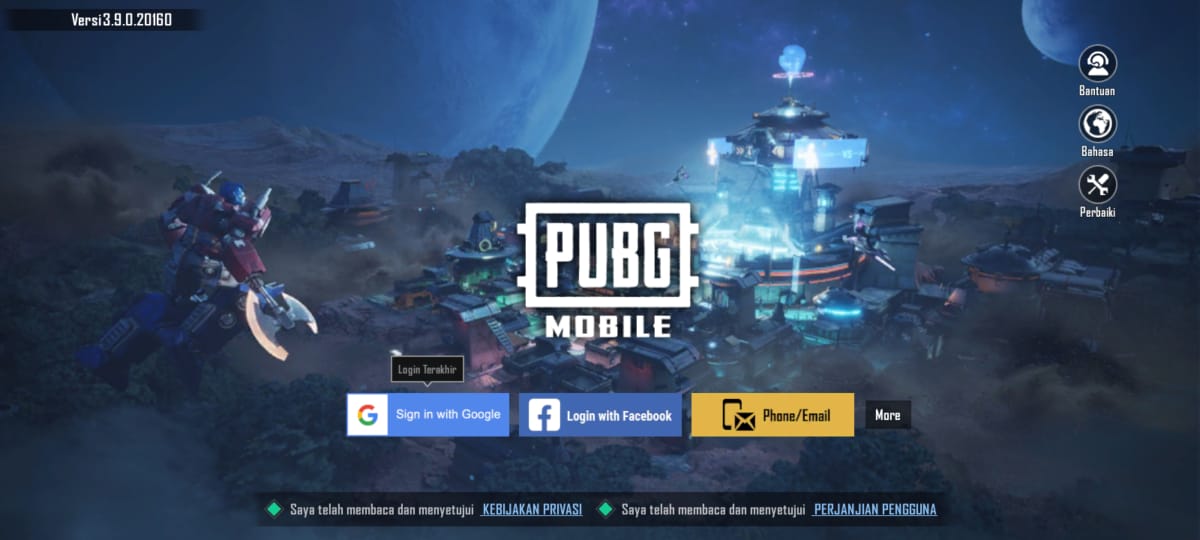 Versi3.9.0.20160
Bantuan
Bahasa
Perbaiki
PUBG
MOBILE
Login Terakhir
Sign in with Google
Login with Facebook
Phone/Email
More
Saya telah membaca dan menyetujui KEBIJAKAN PRIVASI
Saya telah membaca dan menyetujui PERJANJIAN PENGGUNA